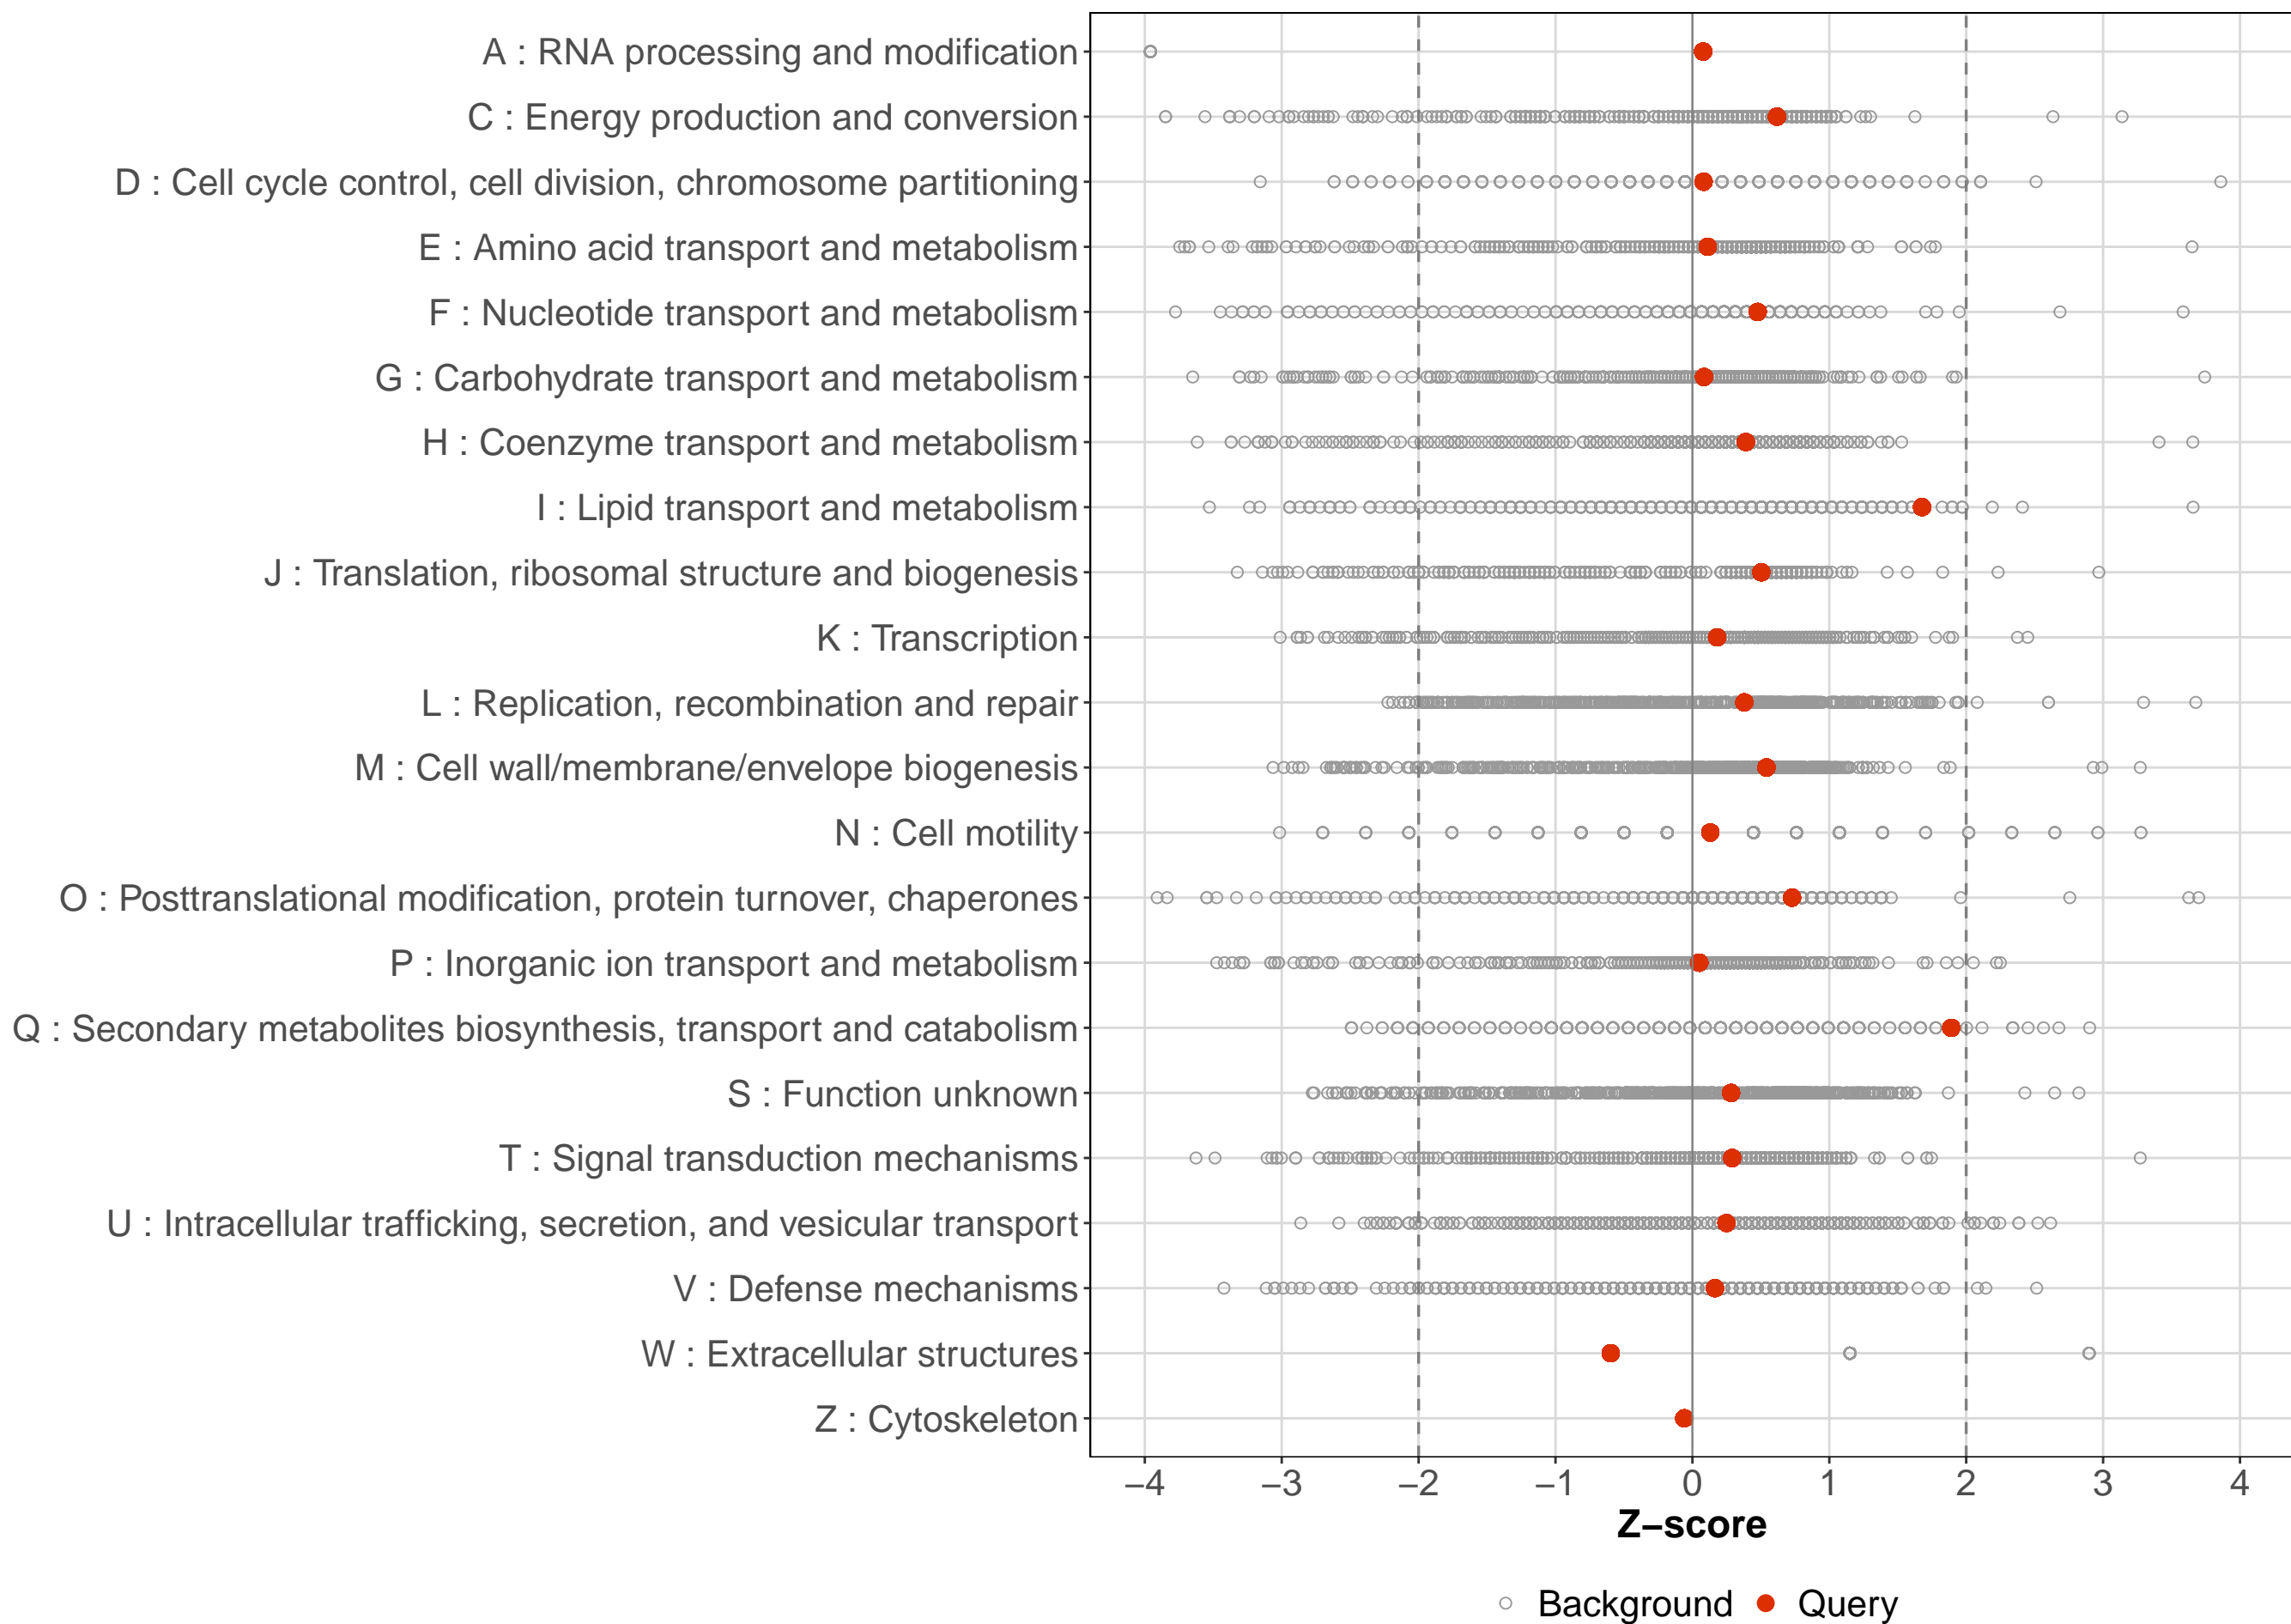 A : RNA processing and modification
C : Energy production and conversion
D : Cell cycle control, cell division, chromosome partitioning
E : Amino acid transport and metabolism
F : Nucleotide transport and metabolism
G : Carbohydrate transport and metabolism
H : Coenzyme transport and metabolism
I : Lipid transport and metabolism
J : Translation, ribosomal structure and biogenesis
K : Transcription
L : Replication, recombination and repair
M : Cell wall/membrane/envelope biogenesis
N : Cell motility
O : Posttranslational modification, protein turnover, chaperones
P : Inorganic ion transport and metabolism
Q : Secondary metabolites biosynthesis, transport and catabolism
S : Function unknown
T : Signal transduction mechanisms
U : Intracellular trafficking, secretion, and vesicular transport
V : Defense mechanisms
W : Extracellular structures
Z : Cytoskeleton
−4 −3 −2 −1 0 1 2 3 4
Z−score
Background Query